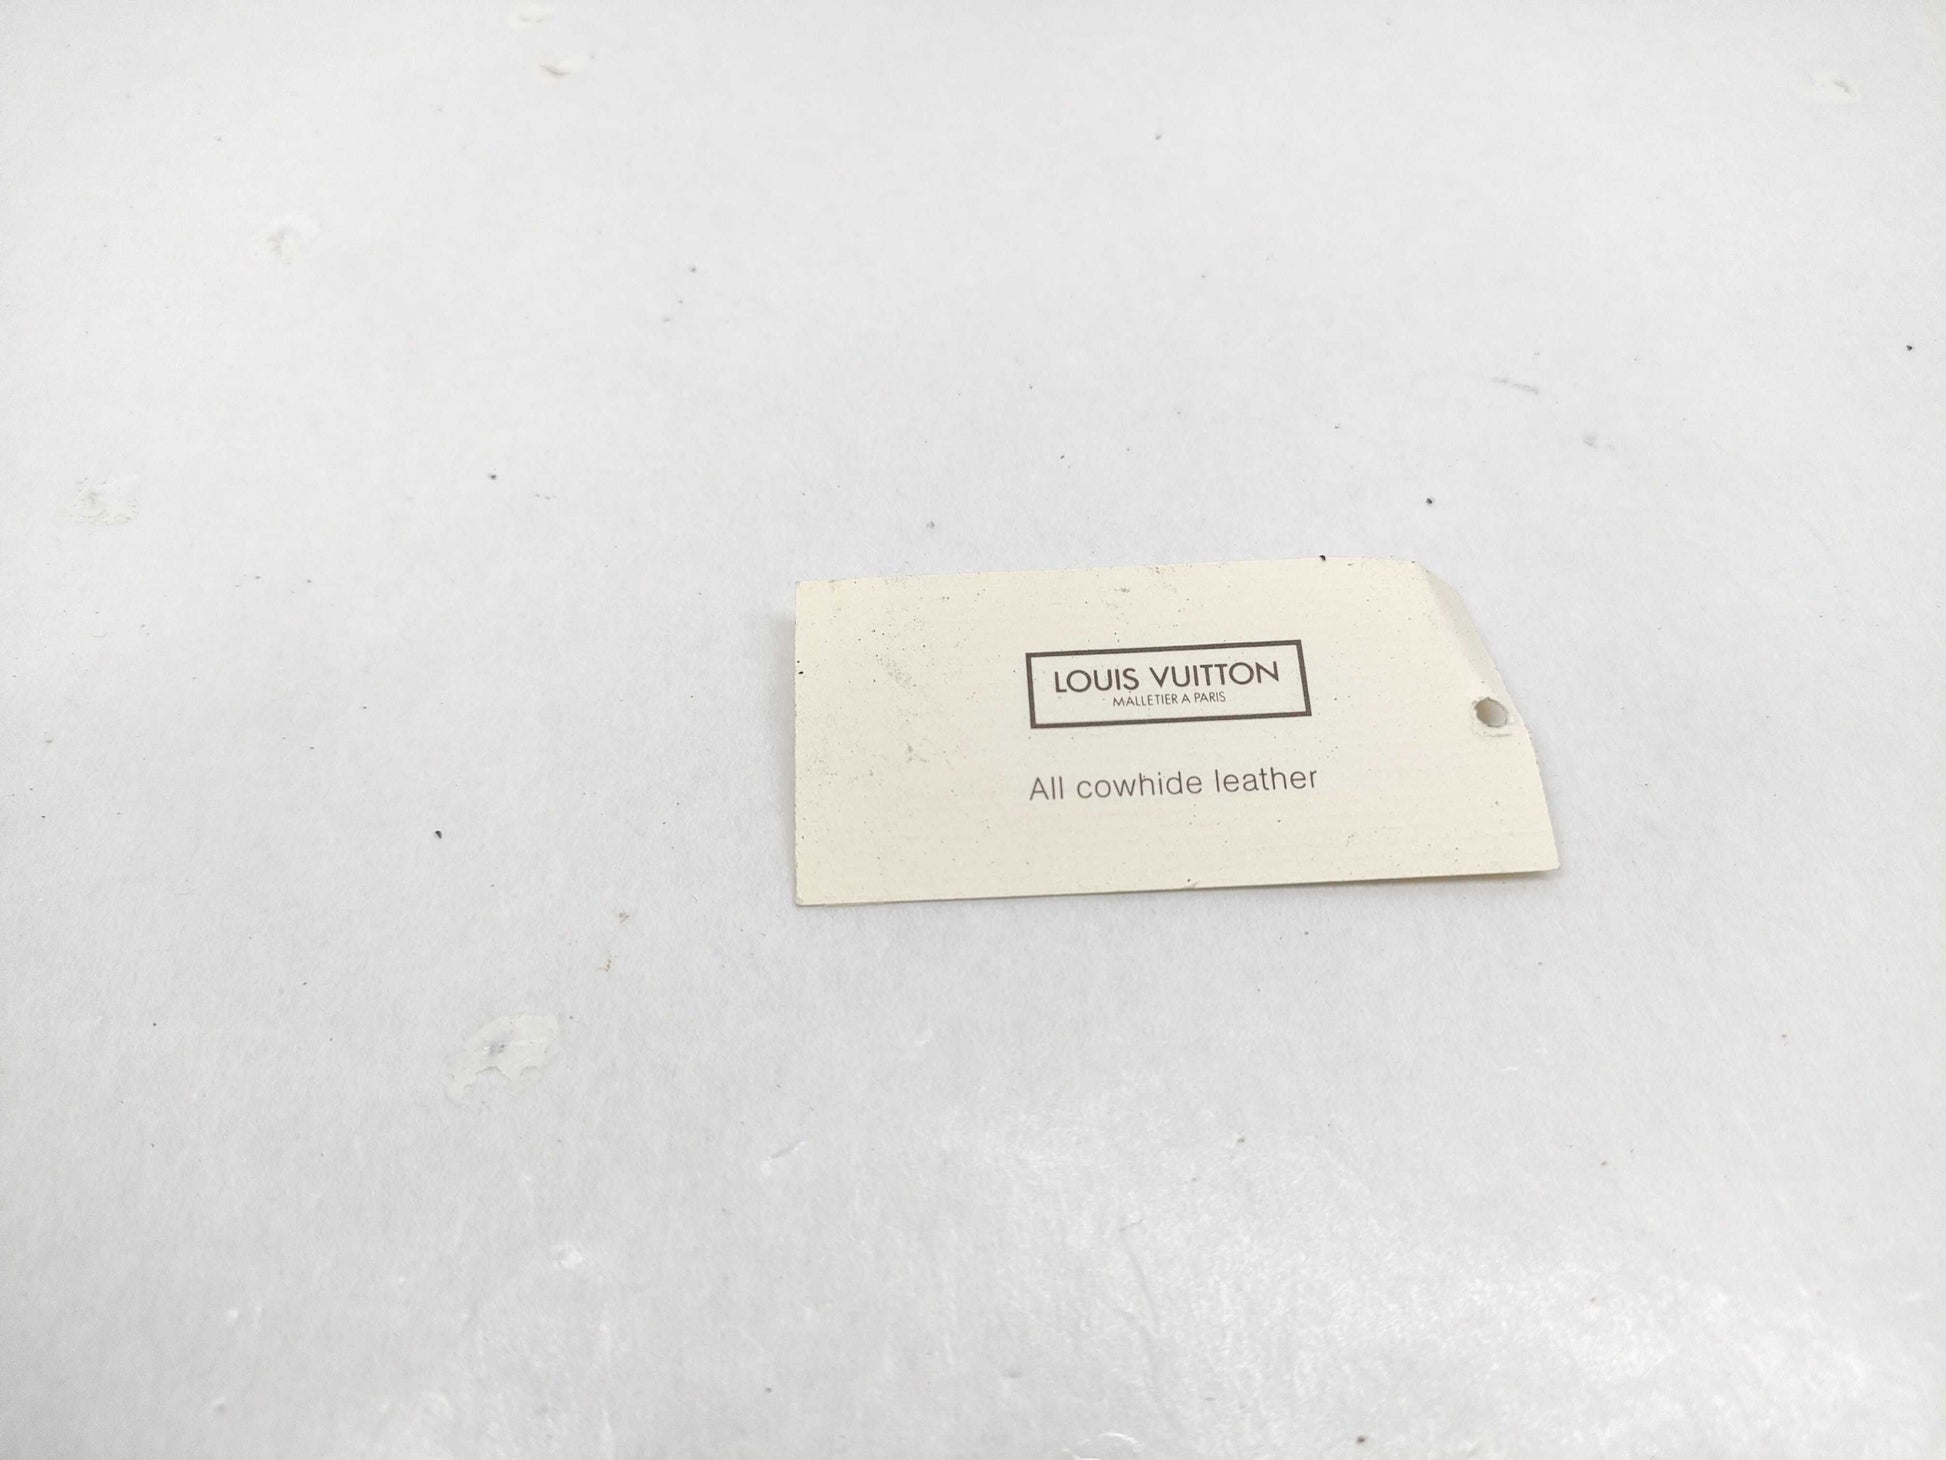 LOUIS VUITTON
MALLETIER A PARIS
All cowhide leather